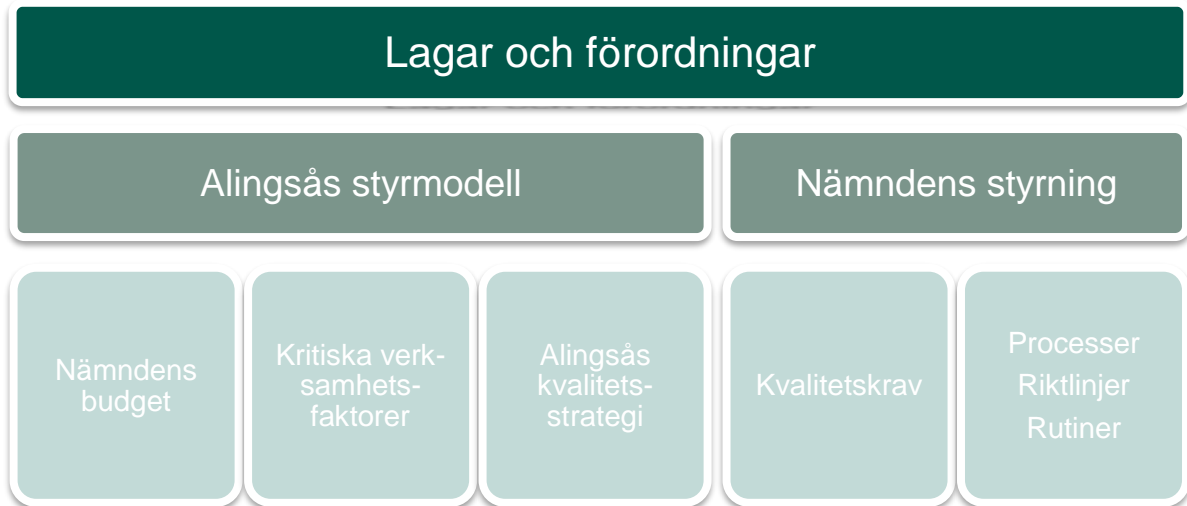 Lagar och förordningar
Alingsås styrmodell
Nämndens styrning
Nämndens
budget
Kritiska verk-
samhets-
faktorer
Alingsås
kvalitets-
strategi
Kvalitetskrav
Processer
Riktlinjer
Rutiner